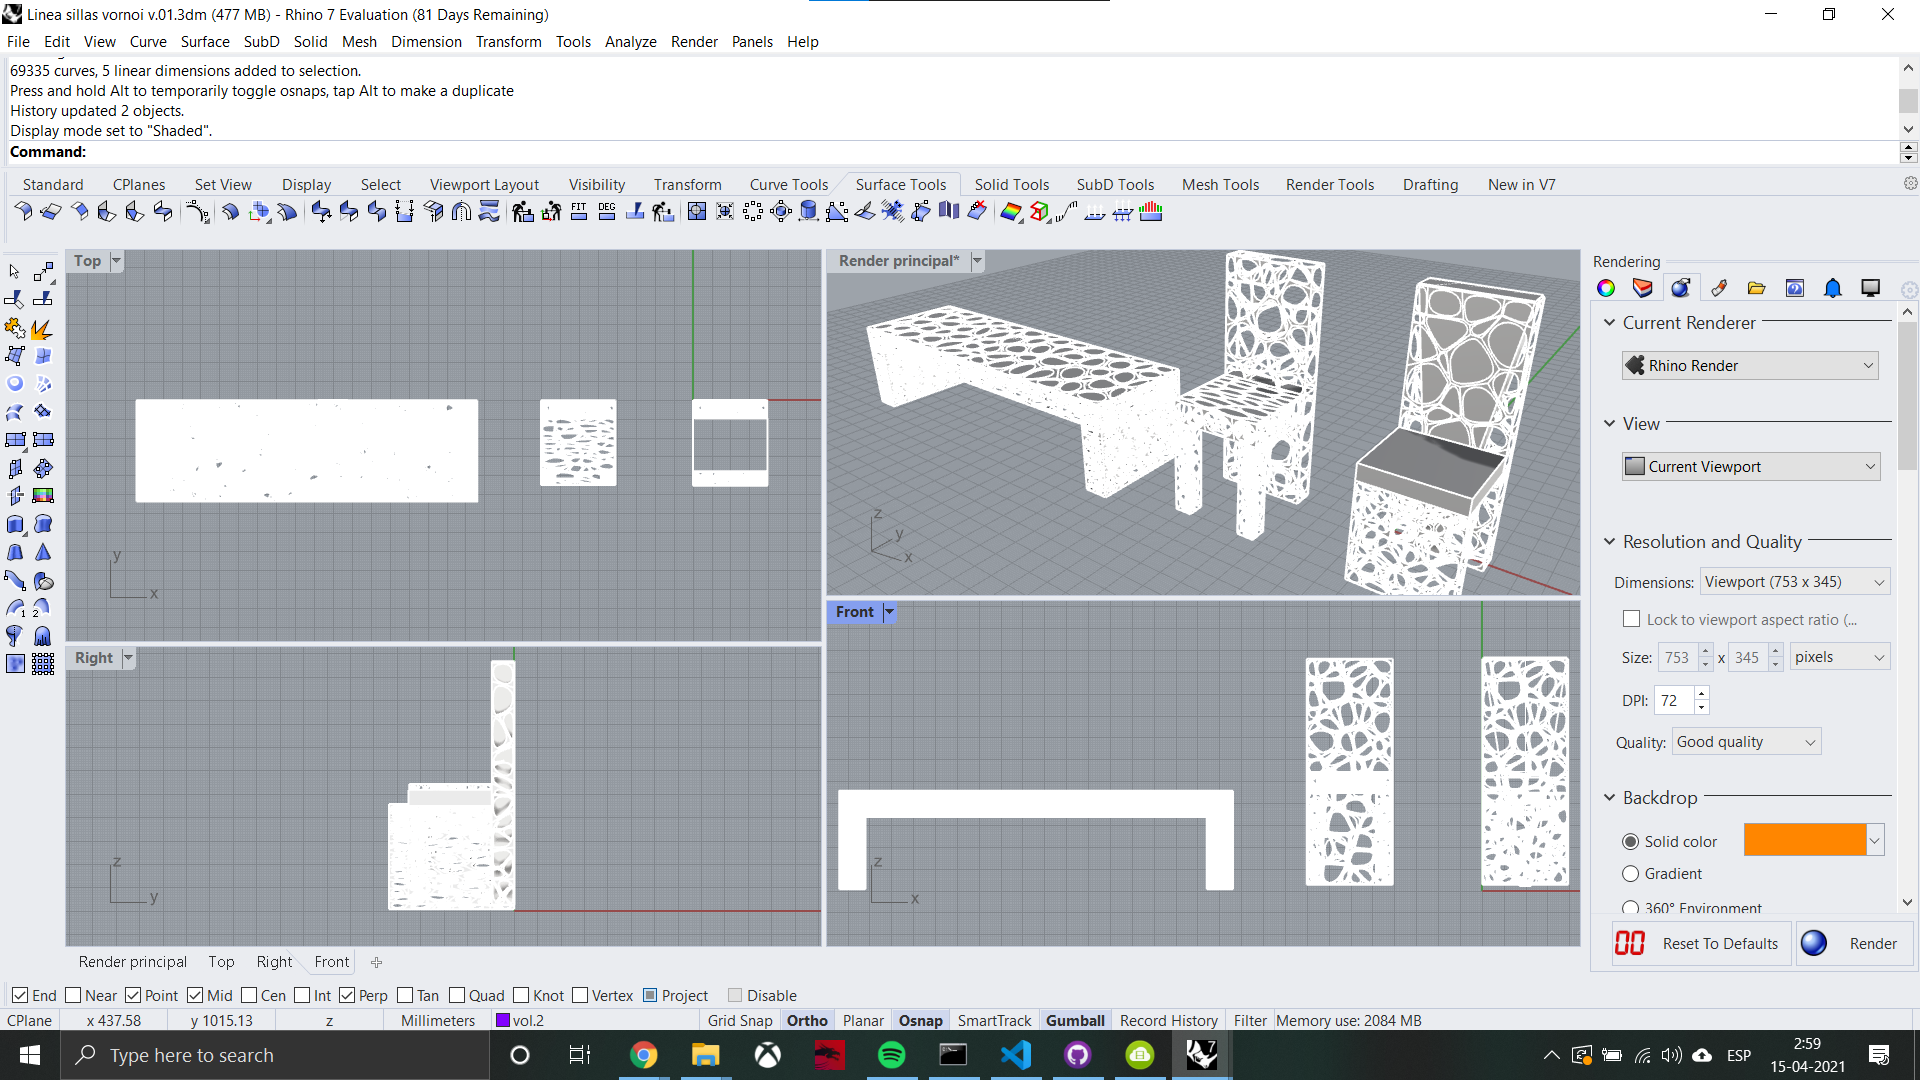 Linea sillas vornoi v.01.3dm (477 MB) - Rhino 7 Evaluation (81 Days Remaining)
File Edit View Curve Surface SubD Solid Mesh Dimension Transform Tools Analyze Render Panels Help
69335 curves, 5 linear dimensions added to selection.
Press and hold Alt to temporarily toggle osnaps, tap Alt to make a duplicate
History updated 2 objects.
Display mode set to "Shaded".
Command:
Standard CPlanes Set View Display Select Viewport Layout Visibility Transform Curve Tools Surface Tools Solid Tools SubD Tools Mesh Tools Render Tools Drafting New in V7
FIT DEG
Top
y
x
Render principal*
z
y
x
Right
z
y
Front
z
x
1 2
Rendering
Current Renderer
Rhino Render
View
Current Viewport
Resolution and Quality
Dimensions: Viewport (753 x 345)
Lock to viewport aspect ratio (...
Size: 753 x 345 pixels
DPI: 72
Quality: Good quality
Backdrop
Solid color
Gradient
360° Environment
00 Reset To Defaults Render
Render principal Top Right Front
End Near Point Mid Cen Int Perp Tan Quad Knot Vertex Project Disable
CPlane x 437.58 y 1015.13 z Millimeters vol.2 Grid Snap Ortho Planar Osnap SmartTrack Gumball Record History Filter Memory use: 2084 MB
Type here to search
7
ESP
2:59
15-04-2021